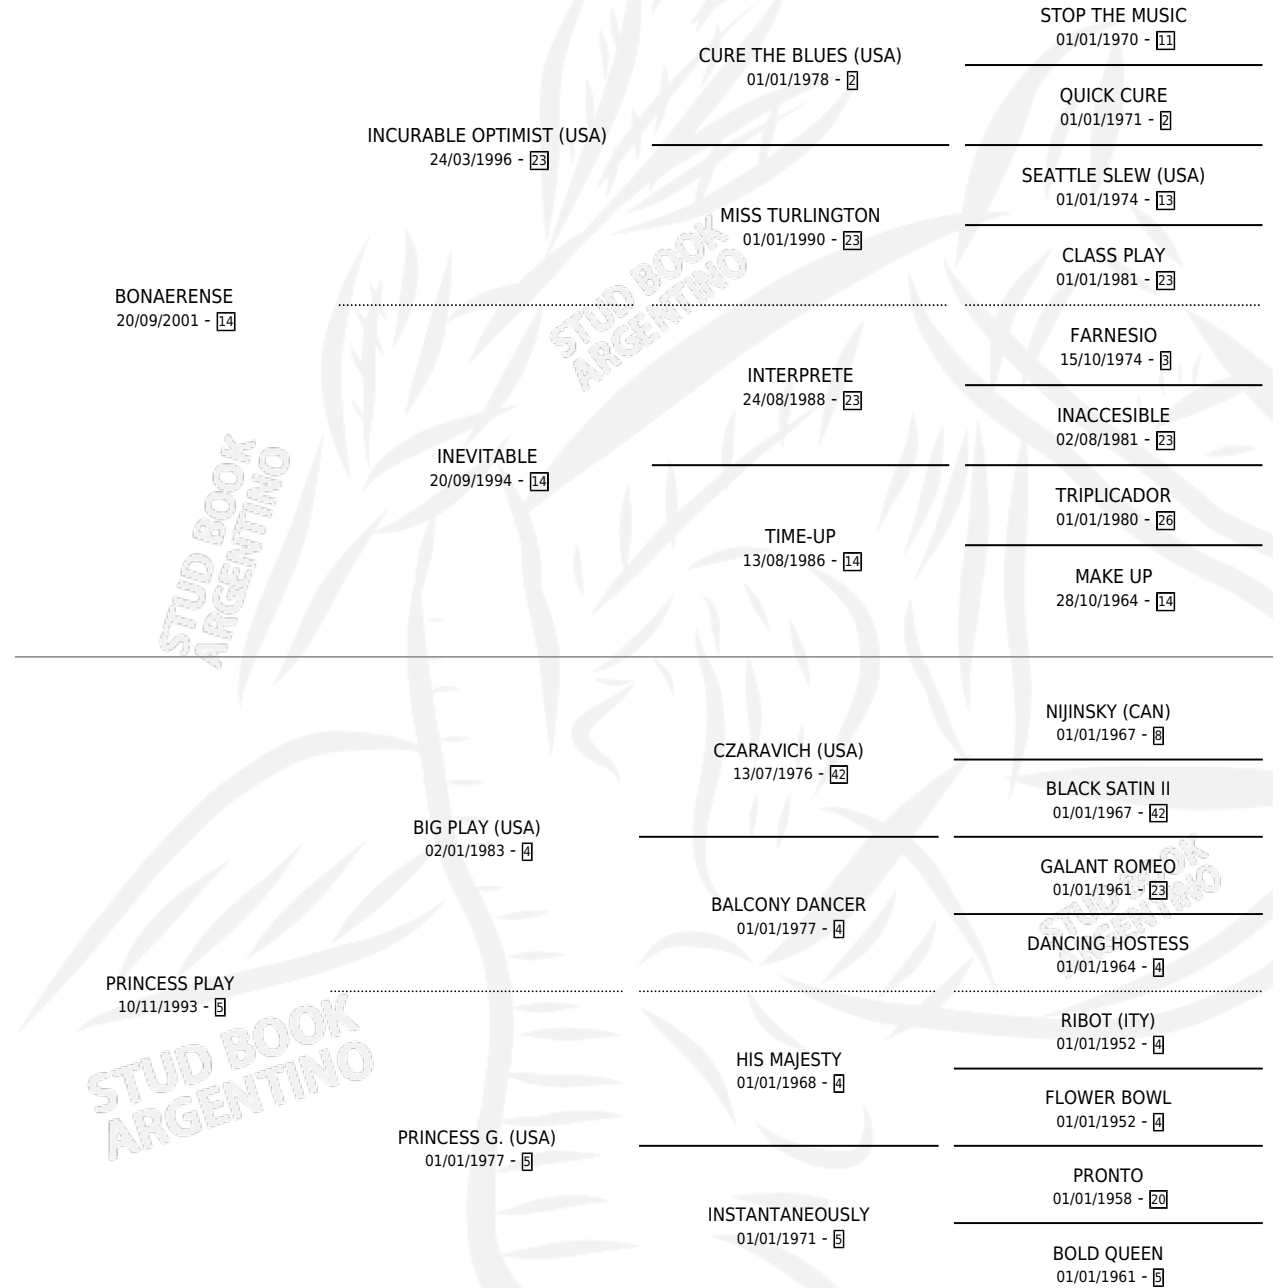 STOP THE MUSIC
01/01/1970 - 11
CURE THE BLUES (USA)
01/01/1978 - 2
QUICK CURE
01/01/1971 - 2
INCURABLE OPTIMIST (USA)
24/03/1996 - 23
SEATTLE SLEW (USA)
01/01/1974 - 13
MISS TURLINGTON
01/01/1990 - 23
CLASS PLAY
01/01/1981 - 23
BONAERENSE
20/09/2001 - 14
STUD BOOK
ARGENTINO
FARNESIO
15/10/1974 - 3
INTERPRETE
24/08/1988 - 23
INACCESIBLE
02/08/1981 - 23
INEVITABLE
20/09/1994 - 14
TRIPLICADOR
01/01/1980 - 26
TIME-UP
13/08/1986 - 14
MAKE UP
28/10/1964 - 14
STUD BOOK
ARGENTINO
NIJINSKY (CAN)
01/01/1967 - 8
CZARAVICH (USA)
13/07/1976 - 42
BLACK SATIN II
01/01/1967 - 42
BIG PLAY (USA)
02/01/1983 - 4
GALANT ROMEO
01/01/1961 - 23
BALCONY DANCER
01/01/1977 - 4
DANCING HOSTESS
01/01/1964 - 4
STUD BOOK
ARGENTINO
PRINCESS PLAY
10/11/1993 - 5
RIBOT (ITY)
01/01/1952 - 4
HIS MAJESTY
01/01/1968 - 4
FLOWER BOWL
01/01/1952 - 4
STUD BOOK
ARGENTINO
PRINCESS G. (USA)
01/01/1977 - 5
PRONTO
01/01/1958 - 20
INSTANTANEOUSLY
01/01/1971 - 5
BOLD QUEEN
01/01/1961 - 5